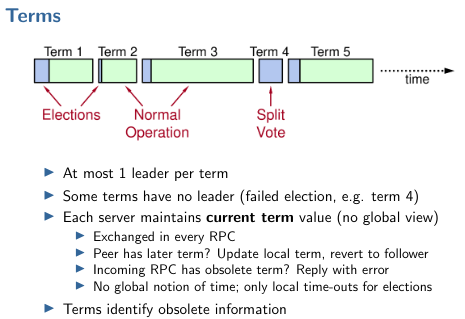 Terms
Term 1 Term 2 Term 3 Term 4 Term 5
time
Elections Normal Operation Split Vote
At most 1 leader per term
Some terms have no leader (failed election, e.g. term 4)
Each server maintains current term value (no global view)
Exchanged in every RPC
Peer has later term? Update local term, revert to follower
Incoming RPC has obsolete term? Reply with error
No global notion of time; only local time-outs for elections
Terms identify obsolete information